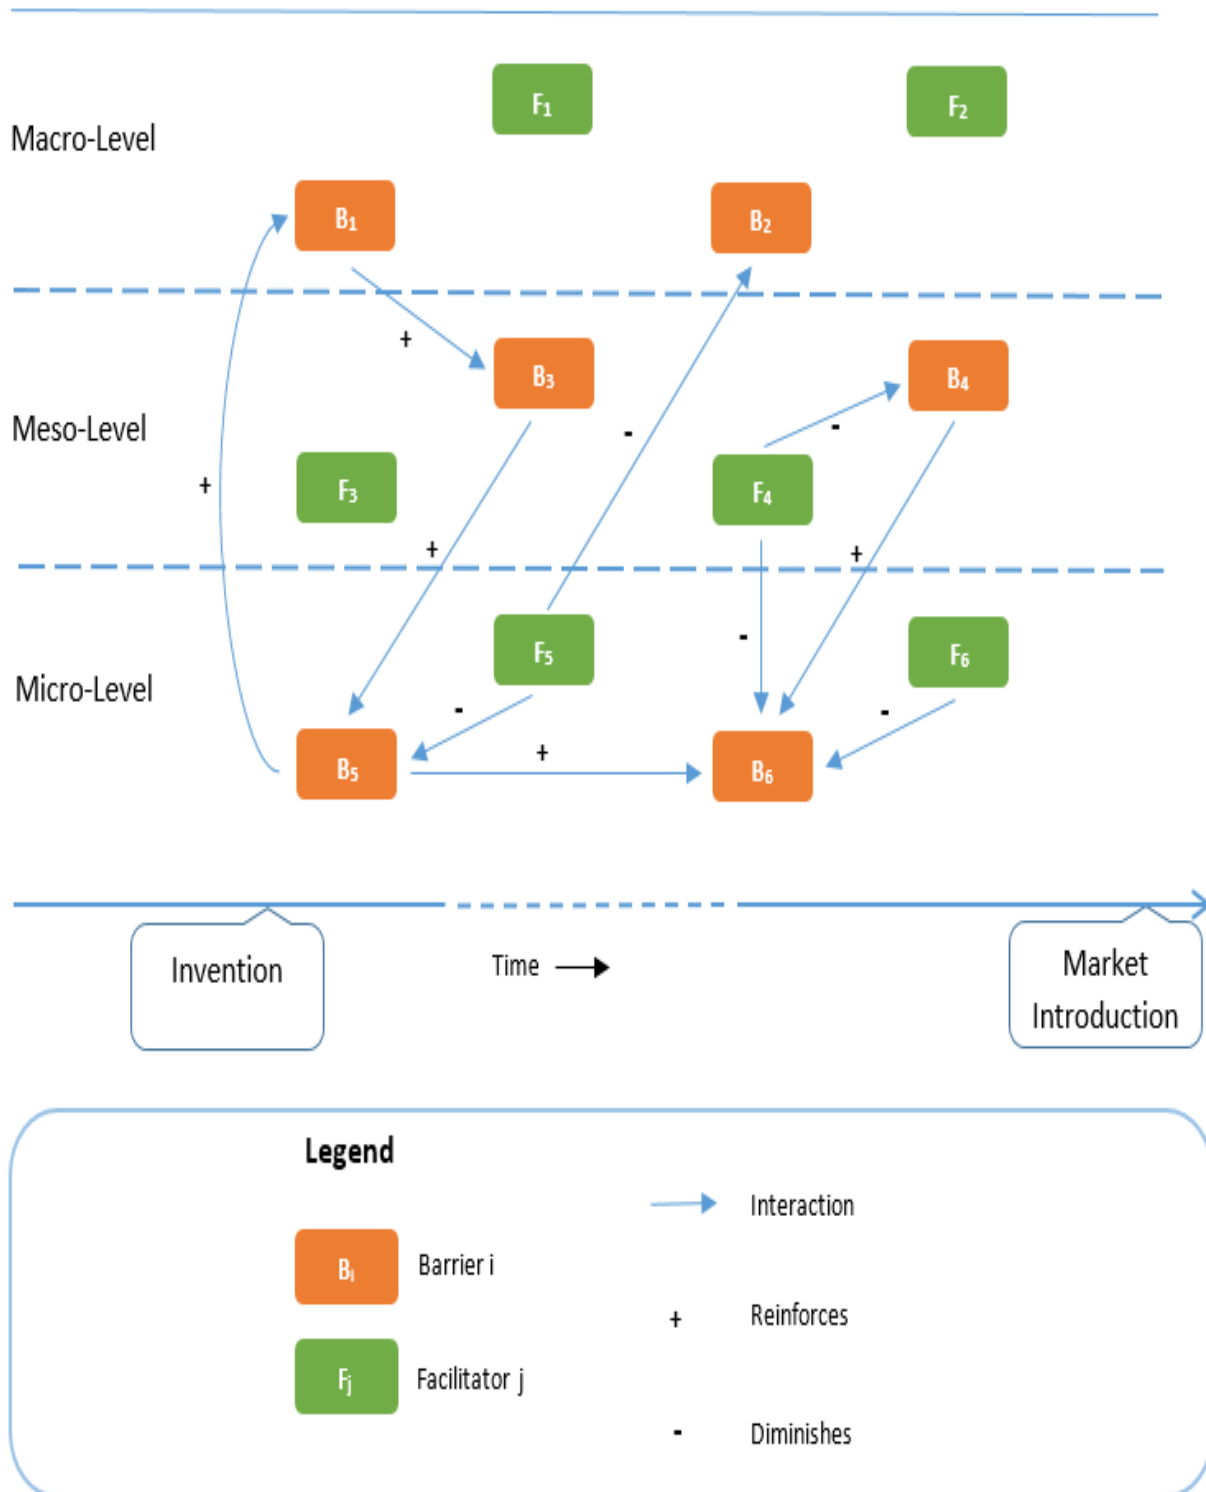 F₁
F₂
Macro-Level
B₁
B₂
+
B₃
B₄
Meso-Level
-
-
+
F₃
F₄
+
+
F₅
-
F₆
Micro-Level
-
-
+
B₅
B₆
Invention
Time
Market
Introduction
Legend
Interaction
Bᵢ
Barrier i
+
Reinforces
Fⱼ
Facilitator j
-
Diminishes